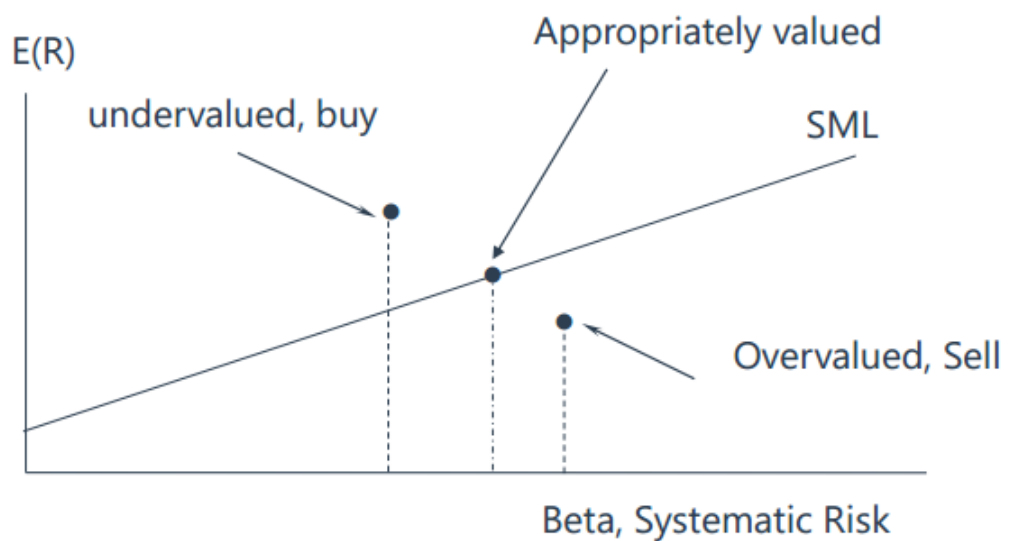 Appropriately valued
E(R)
undervalued, buy
SML
Overvalued, Sell
Beta, Systematic Risk